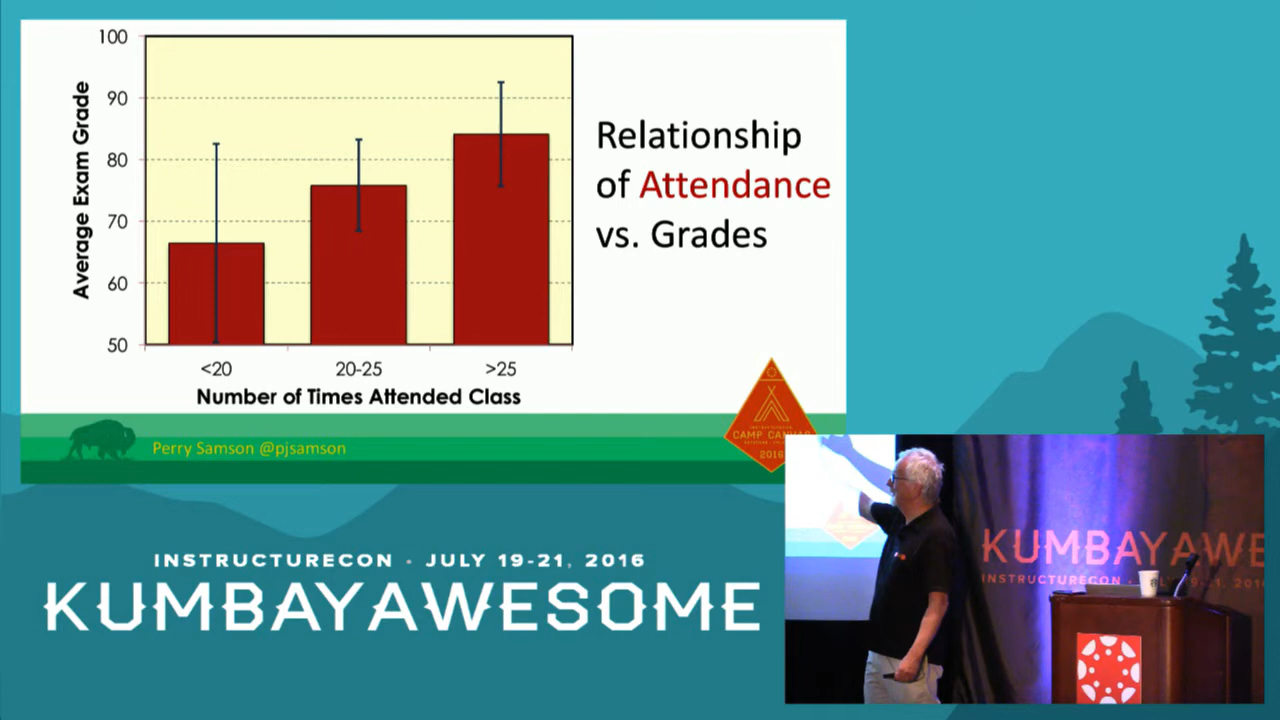 100
90
80
70
60
50
Average Exam Grade
<20
20-25
>25
Number of Times Attended Class
Relationship
of Attendance
vs. Grades
Perry Samson @pjsamson
CAMP CANVAS
2016
INSTRUCTURECON - JULY 19-21, 2016
KUMBAYAWESOME
KUMBAYAWE
INSTRUCTURECON